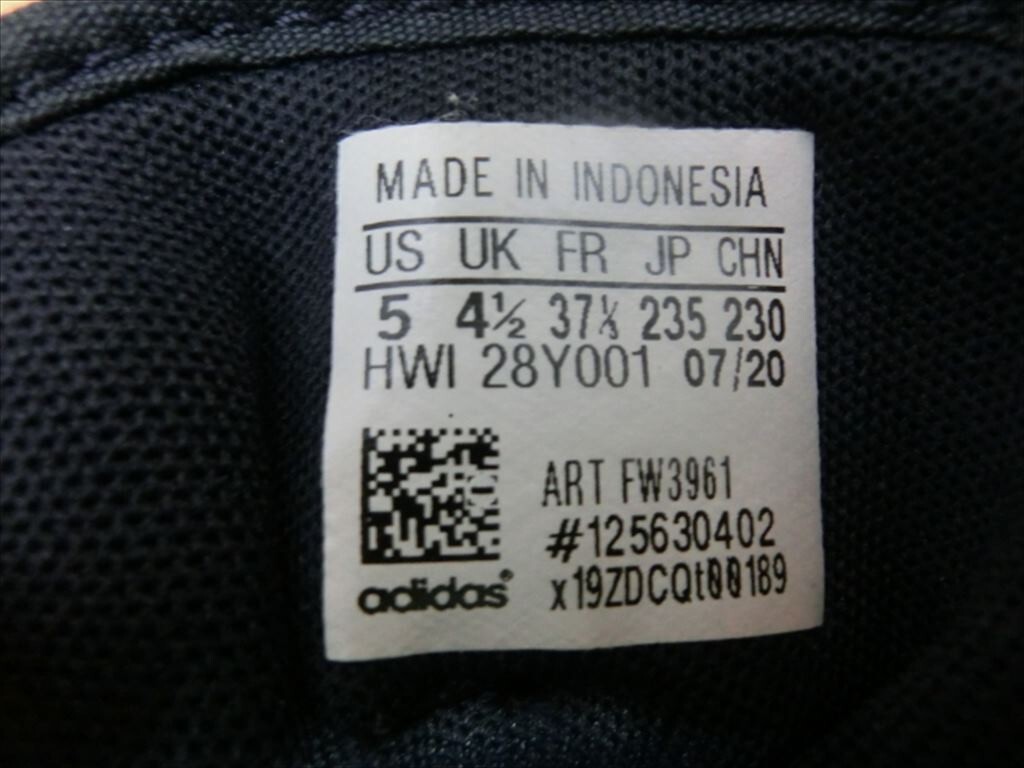 MADE IN INDONESIA
US UK FR JP CHN
5 4½ 37⅓ 235 230
HWI 28Y001 07/20
ART FW3961
#125630402
x19ZDCQt00189
adidas®